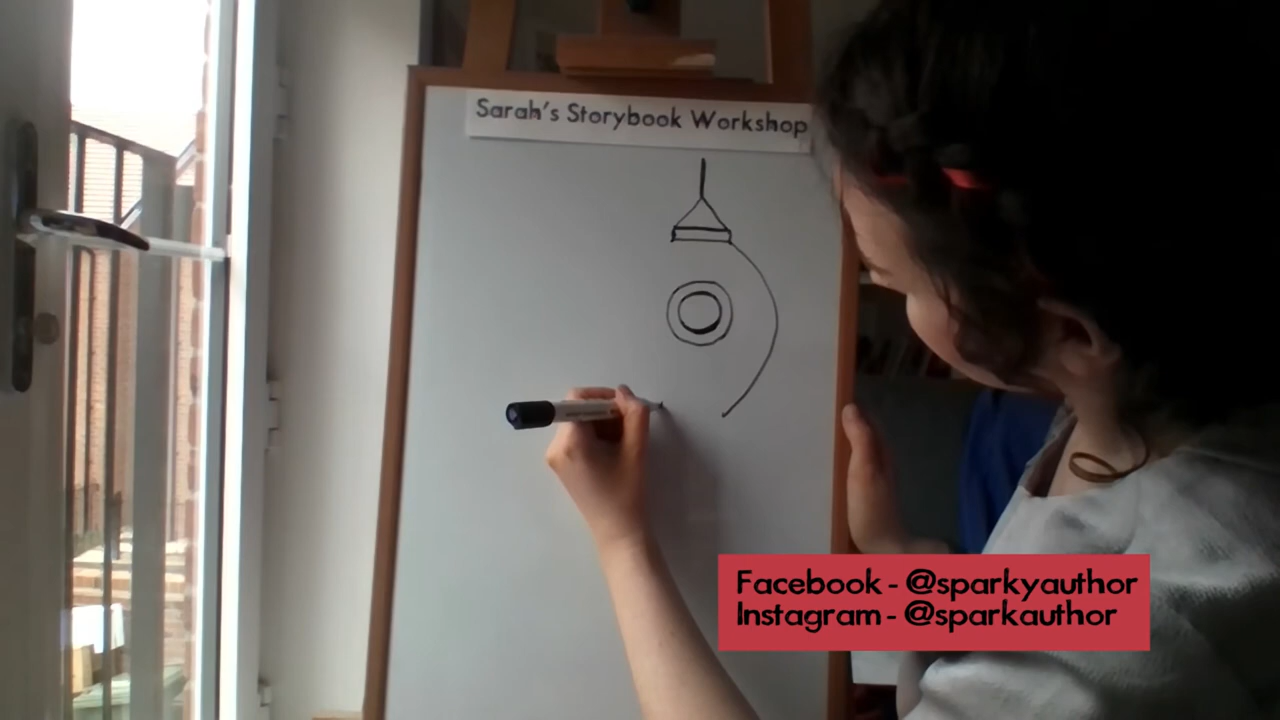 Sarah's Storybook Workshop
Facebook - @sparkyauthor
Instagram - @sparkauthor